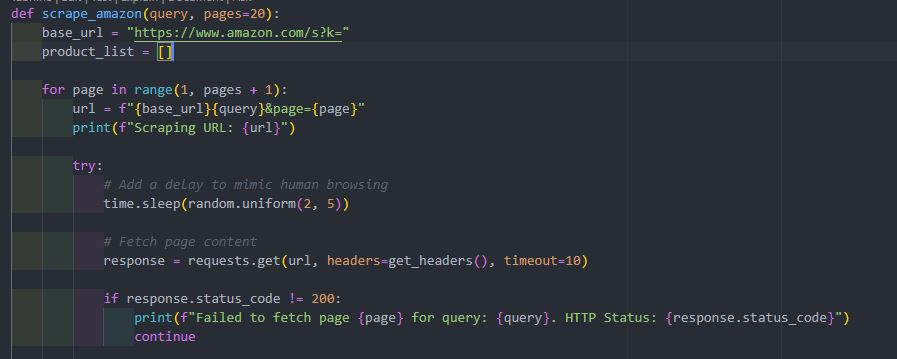 def scrape_amazon(query, pages=20):
    base_url = "https://www.amazon.com/s?k="
    product_list = []

    for page in range(1, pages + 1):
        url = f"{base_url}{query}&page={page}"
        print(f"Scraping URL: {url}")

        try:
            # Add a delay to mimic human browsing
            time.sleep(random.uniform(2, 5))

            # Fetch page content
            response = requests.get(url, headers=get_headers(), timeout=10)

            if response.status_code != 200:
                print(f"Failed to fetch page {page} for query: {query}. HTTP Status: {response.status_code}")
                continue